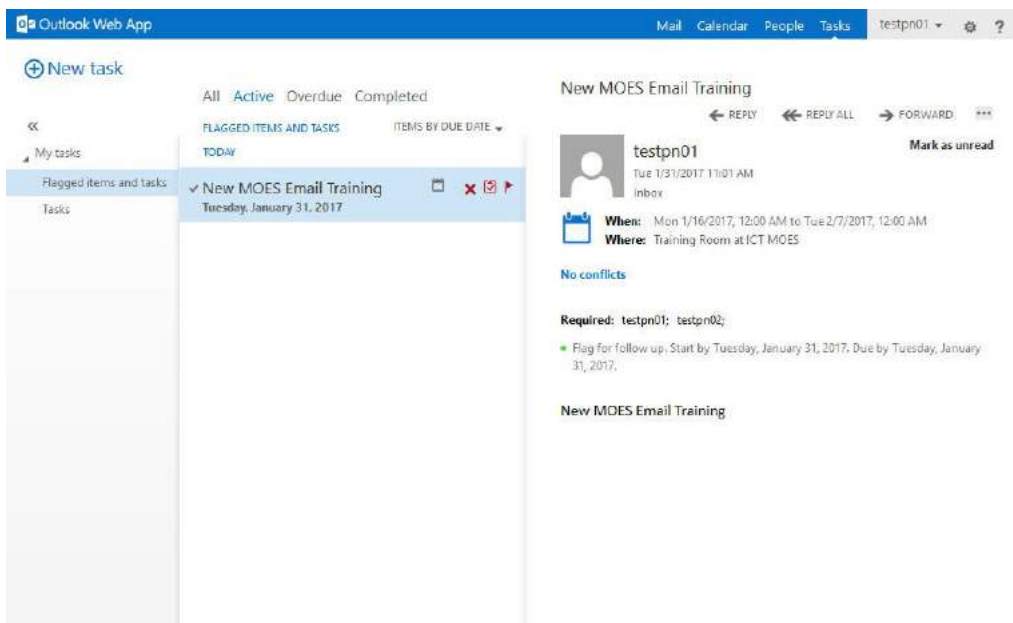 Outlook Web App
Mail Calendar People Tasks testpn01
New task
All Active Overdue Completed
FLAGGED ITEMS AND TASKS ITEMS BY DUE DATE
TODAY
My tasks
Flagged items and tasks
Tasks
New MOES Email Training
Tuesday, January 31, 2017
New MOES Email Training
REPLY REPLY ALL FORWARD ...
testpn01 Mark as unread
Tue 1/31/2017 11:01 AM
Inbox
When: Mon 1/16/2017, 12:00 AM to Tue 2/7/2017, 12:00 AM
Where: Training Room at ICT MOES
No conflicts
Required: testpn01; testpn02;
Flag for follow up. Start by Tuesday, January 31, 2017. Due by Tuesday, January
31, 2017.
New MOES Email Training